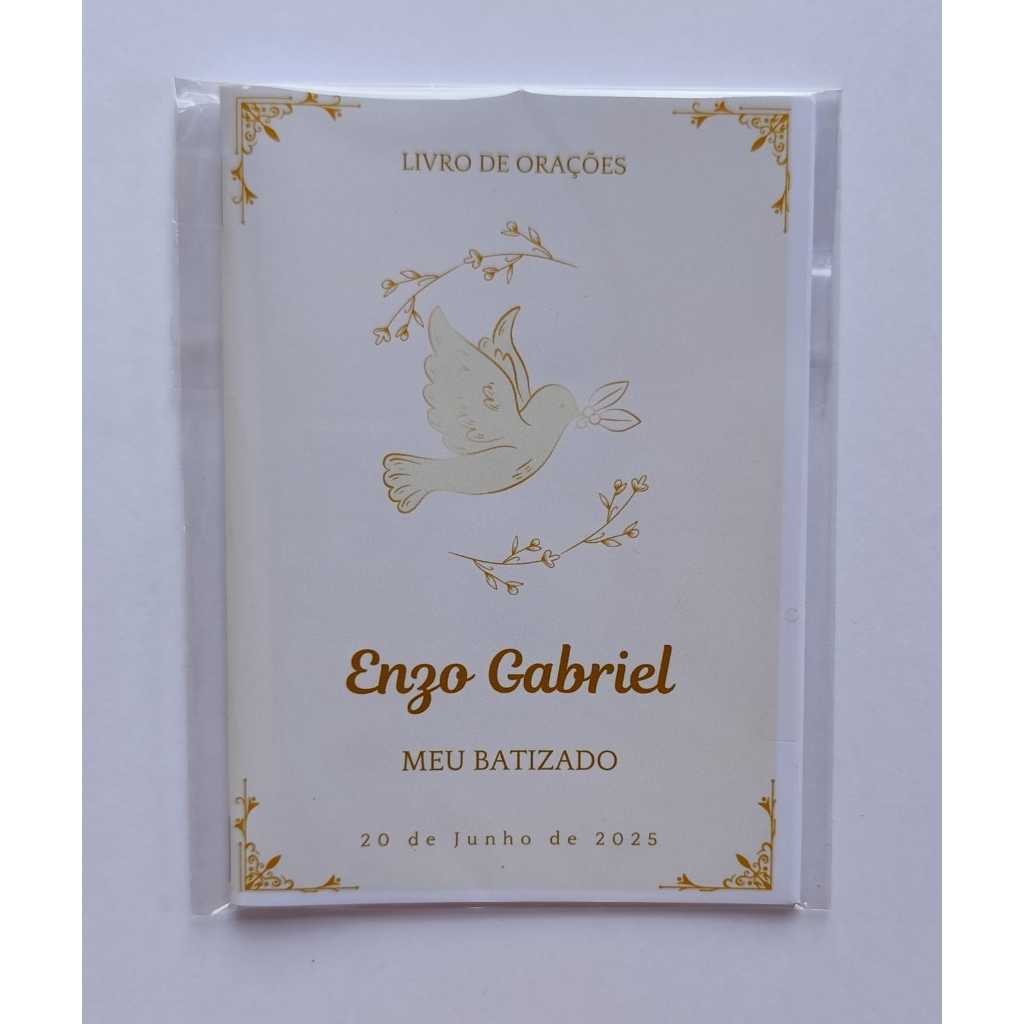 LIVRO DE ORAÇÕES
Enzo Gabriel
MEU BATIZADO
20 de Junho de 2025